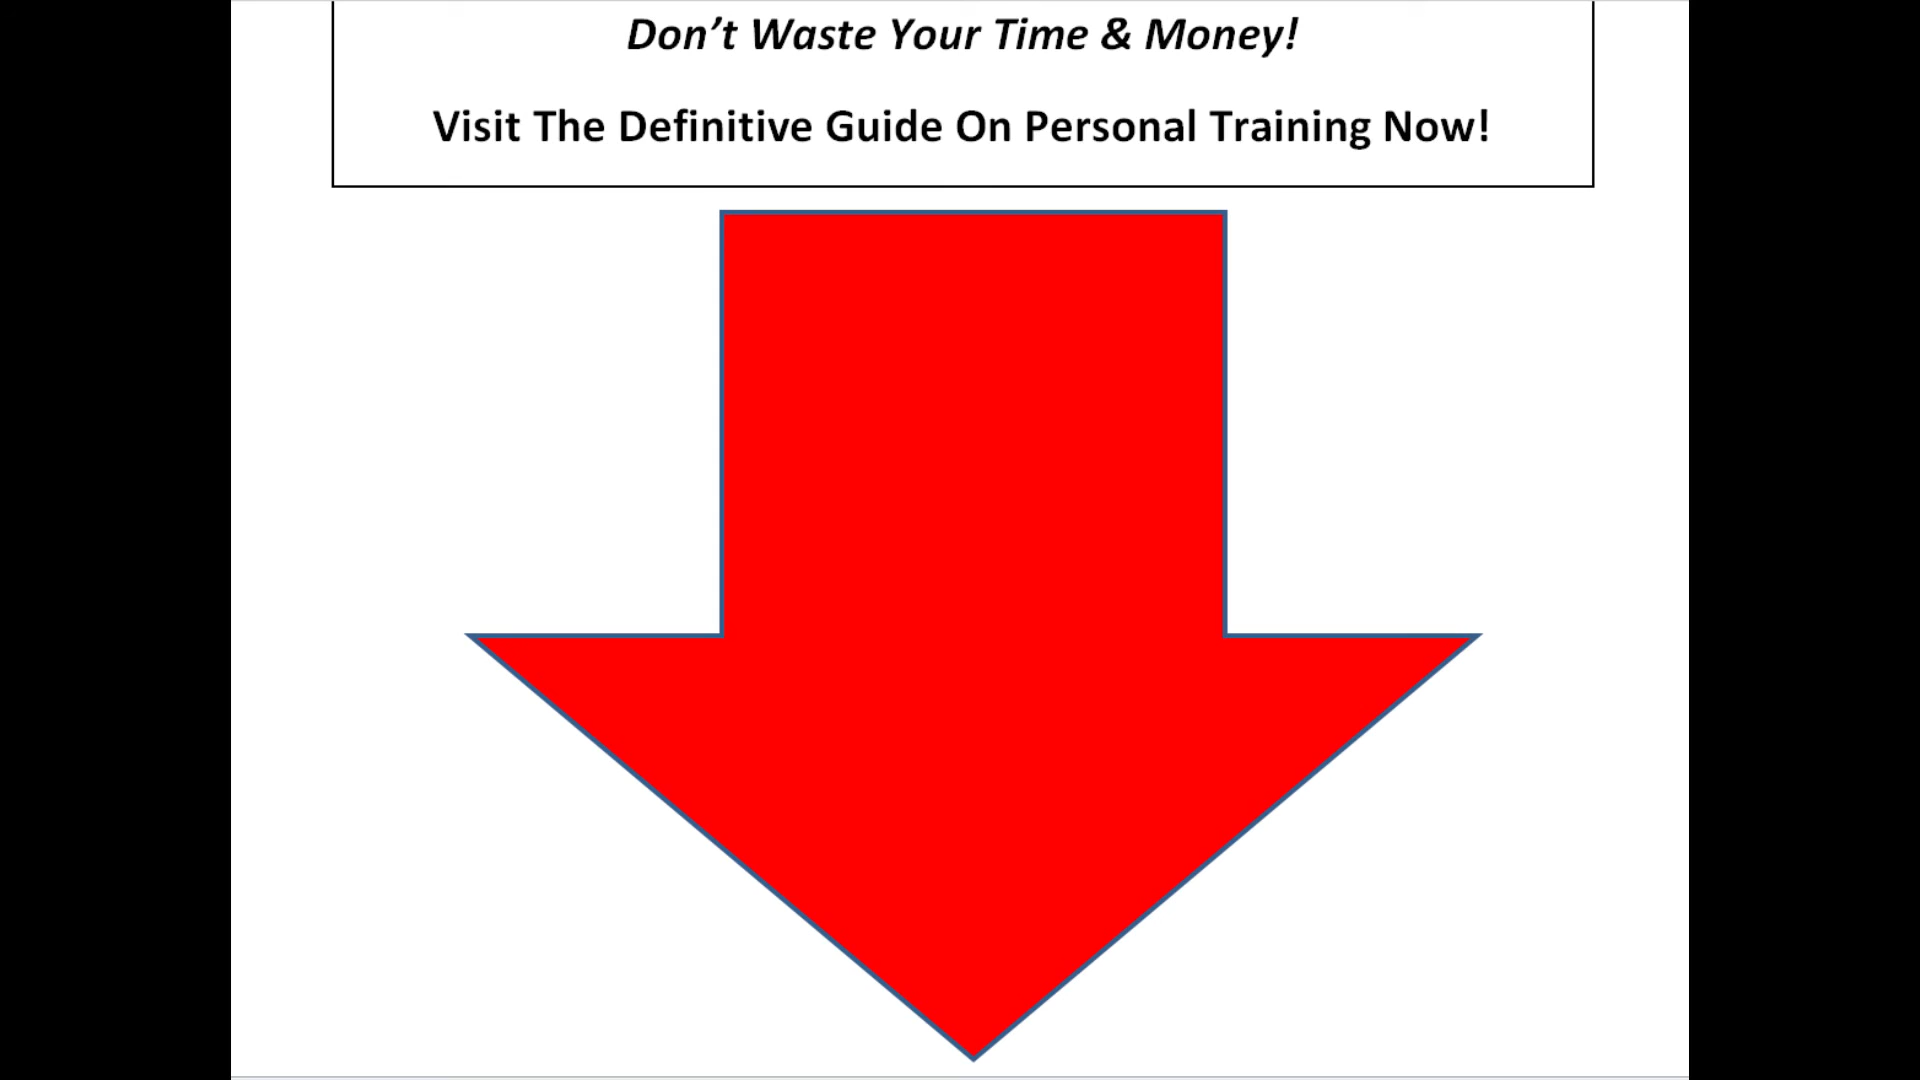 Don’t Waste Your Time & Money!
Visit The Definitive Guide On Personal Training Now!